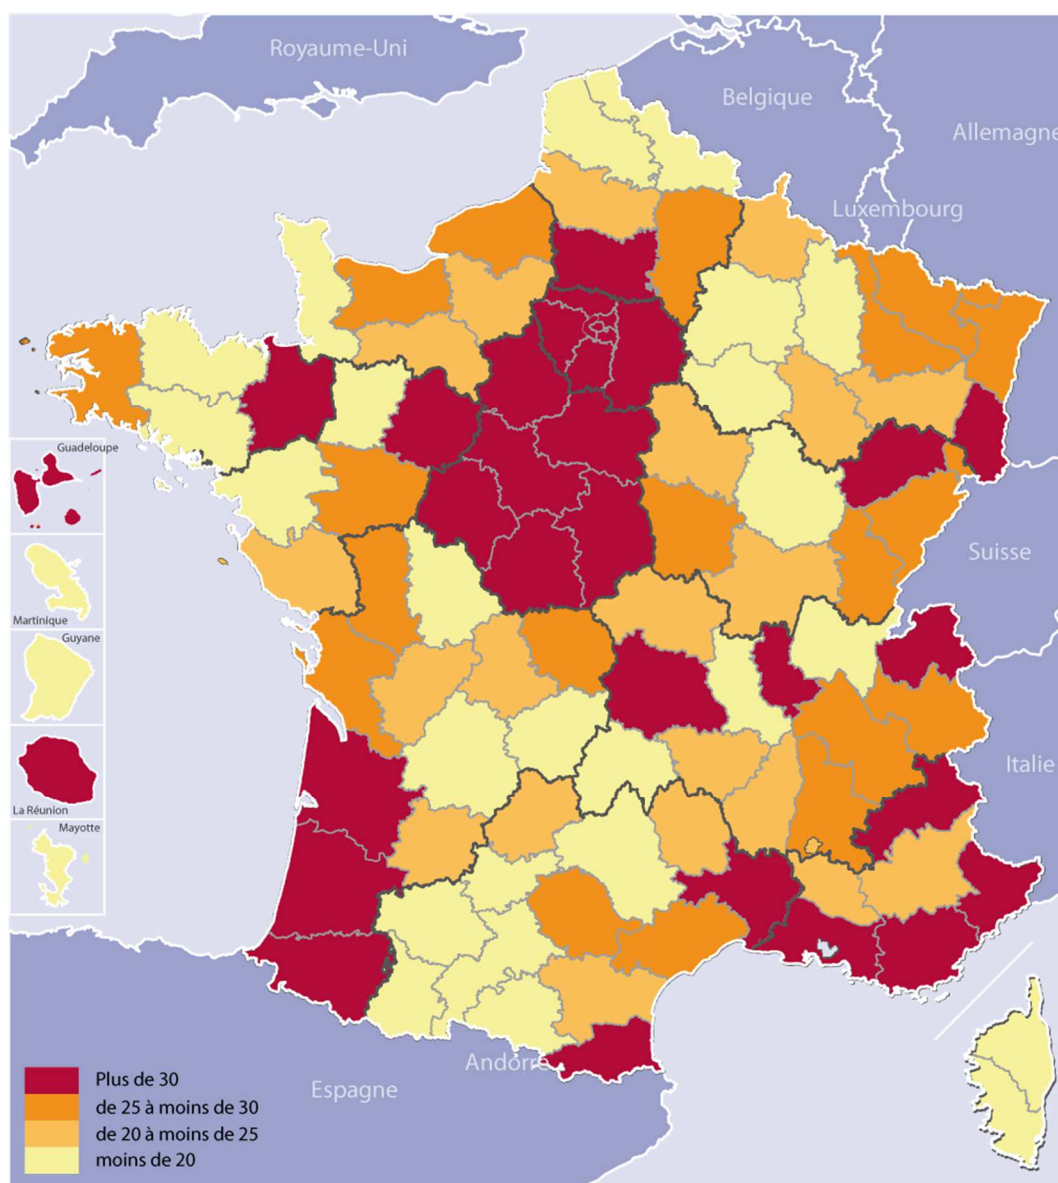 Royaume-Uni
Belgique
Allemagne
Luxembourg
Guadeloupe
Suisse
Martinique
Guyane
La Réunion
Italie
Mayotte
Andorre
Espagne
Plus de 30
de 25 à moins de 30
de 20 à moins de 25
moins de 20